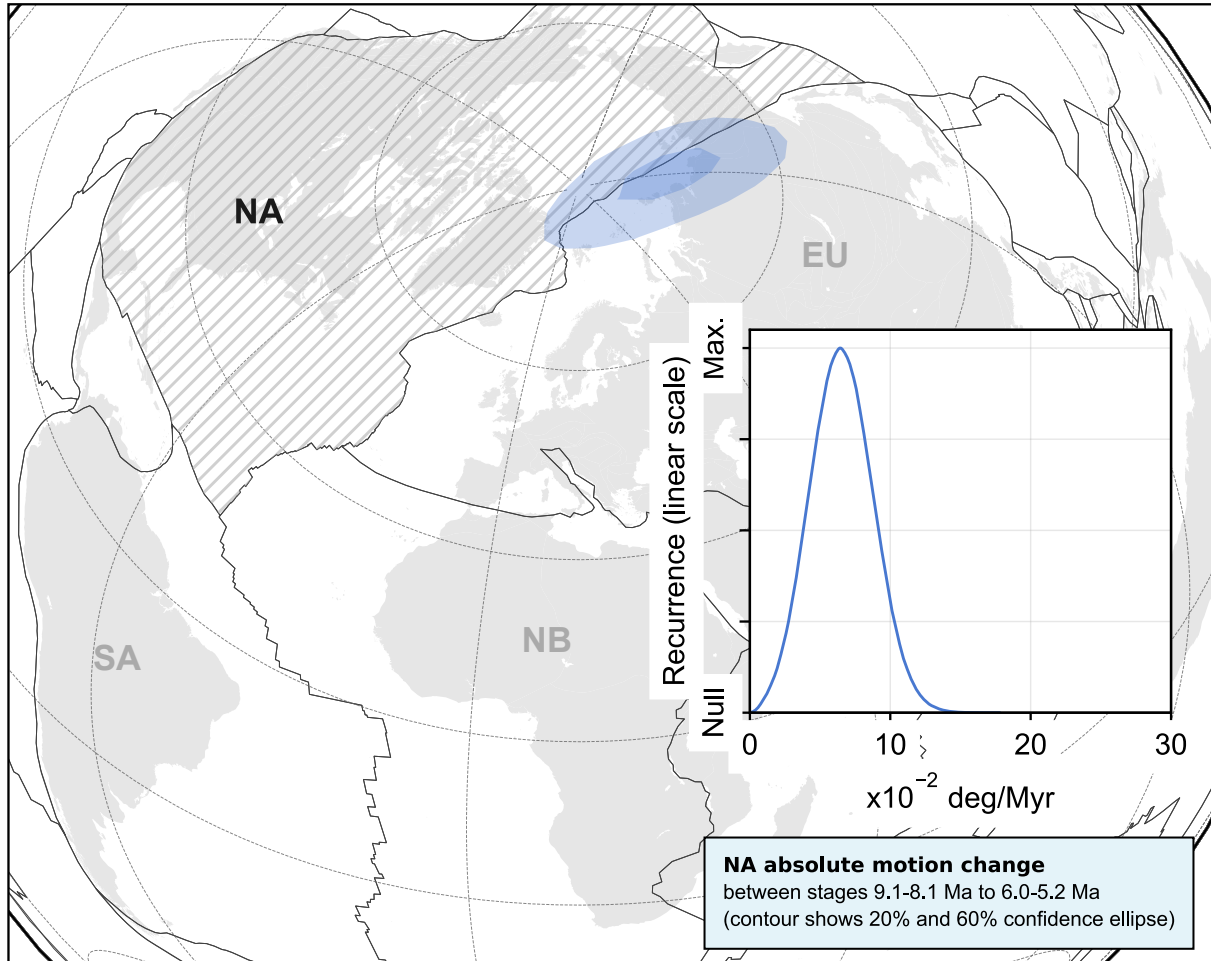 NA
EU
SA
NB
Recurrence (linear scale)
Max.
Null
0
10
20
30
x10⁻² deg/Myr
NA absolute motion change
between stages 9.1-8.1 Ma to 6.0-5.2 Ma
(contour shows 20% and 60% confidence ellipse)